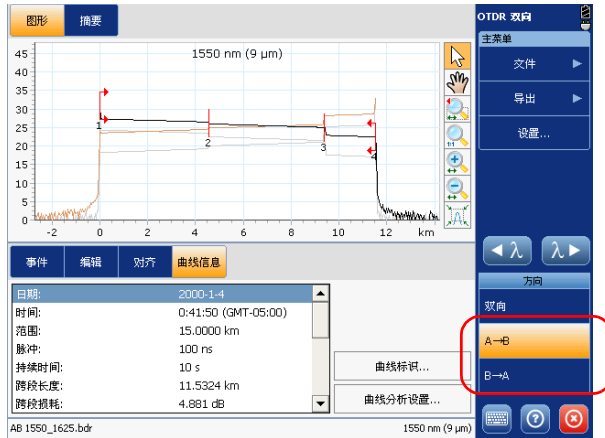 图形 摘要
OTDR 双向
主菜单
文件
导出
设置...
1550 nm (9 µm)
45
40
35
30
25
20
15
10
5
0
1
2
3
4
-2 0 2 4 6 8 10 12 km
1:1
λ λ
事件 编辑 对齐 曲线信息
方向
双向
A→B
B→A
日期: 2000-1-4
时间: 0:41:50 (GMT-05:00)
范围: 15.0000 km
脉冲: 100 ns
持续时间: 10 s
跨段长度: 11.5324 km
跨段损耗: 4.881 dB
曲线标识...
曲线分析设置...
AB 1550_1625.bdr 1550 nm (9 µm)